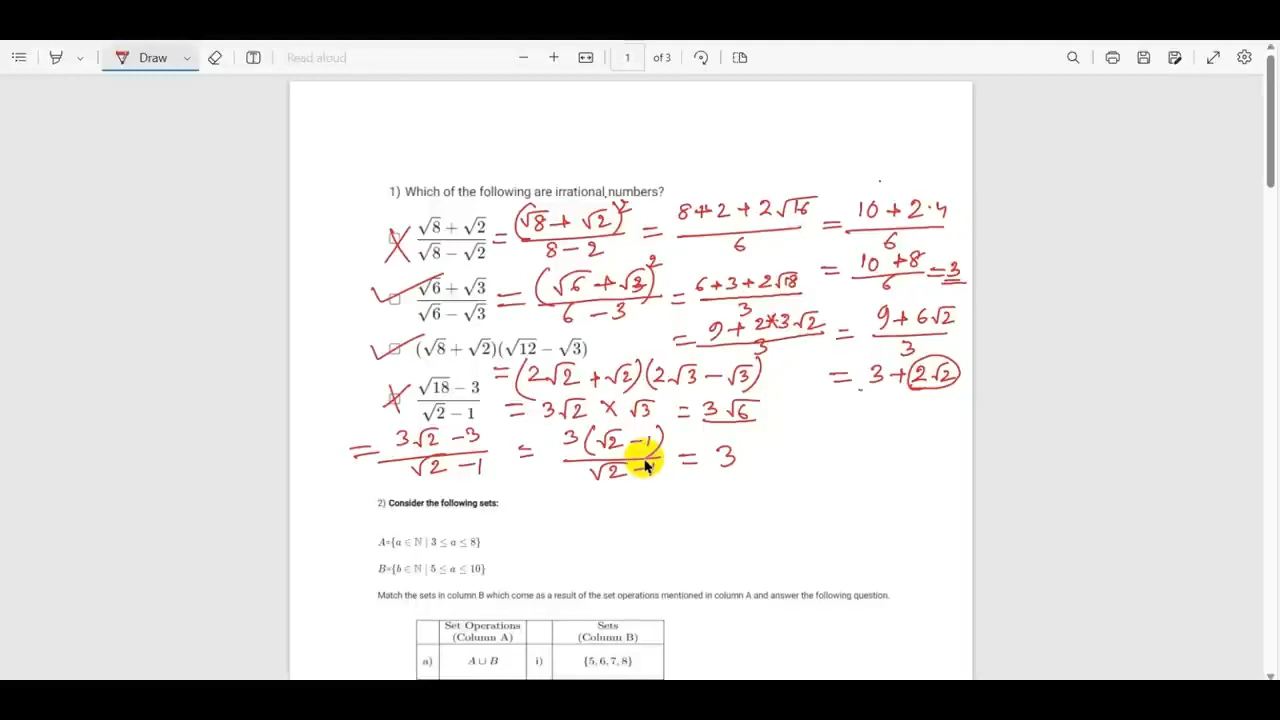 Draw
Read aloud
1 of 3
1) Which of the following are irrational numbers?
(√8 + √2)/(√8 − √2) = (√8 + √2)²/(8 − 2) = (8 + 2 + 2√16)/6 = (10 + 2·4)/6
= (10 + 8)/6 = 3
(√6 + √3)/(√6 − √3) = (√6 + √3)²/(6 − 3) = (6 + 3 + 2√18)/3
= (9 + 2*3√2)/3 = (9 + 6√2)/3
(√8 + √2)(√12 − √3)
= (2√2 + √2)(2√3 − √3) = 3 + 2√2
(√18 − 3)/(√2 − 1) = 3√2 × √3 = 3√6
= (3√2 − 3)/(√2 − 1) = 3(√2 − 1)/(√2 − 1) = 3
2) Consider the following sets:
A={a ∈ ℕ | 3 ≤ a ≤ 8}
B={b ∈ ℕ | 5 ≤ a ≤ 10}
Match the sets in column B which come as a result of the set operations mentioned in column A and answer the following question.
Set Operations (Column A) Sets (Column B)
a) A ∪ B i) {5, 6, 7, 8}